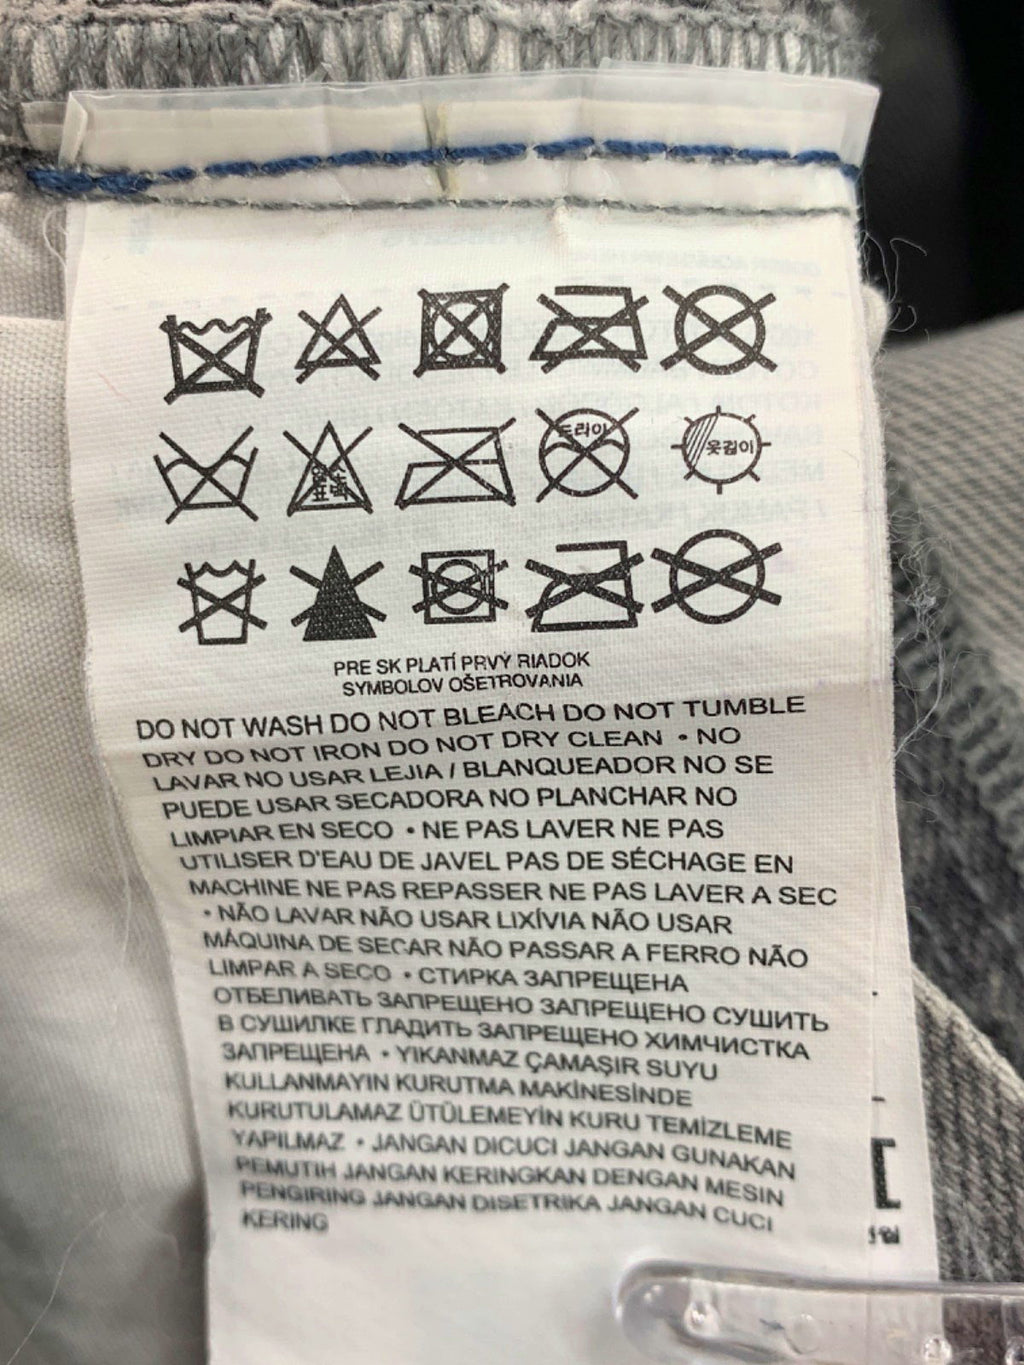 드라이
옷걸이
PRE SK PLATÍ PRVÝ RIADOK
SYMBOLOV OŠETROVANIA
DO NOT WASH DO NOT BLEACH DO NOT TUMBLE
DRY DO NOT IRON DO NOT DRY CLEAN • NO
LAVAR NO USAR LEJIA / BLANQUEADOR NO SE
PUEDE USAR SECADORA NO PLANCHAR NO
LIMPIAR EN SECO • NE PAS LAVER NE PAS
UTILISER D'EAU DE JAVEL PAS DE SÉCHAGE EN
MACHINE NE PAS REPASSER NE PAS LAVER A SEC
• NÃO LAVAR NÃO USAR LIXÍVIA NÃO USAR
MÁQUINA DE SECAR NÃO PASSAR A FERRO NÃO
LIMPAR A SECO • СТИРКА ЗАПРЕЩЕНА
ОТБЕЛИВАТЬ ЗАПРЕЩЕНО ЗАПРЕЩЕНО СУШИТЬ
В СУШИЛКЕ ГЛАДИТЬ ЗАПРЕЩЕНО ХИМЧИСТКА
ЗАПРЕЩЕНА • YIKANMAZ ÇAMAŞIR SUYU
KULLANMAYIN KURUTMA MAKİNESİNDE
KURUTULAMAZ ÜTÜLEMEYİN KURU TEMİZLEME
YAPILMAZ • JANGAN DICUCI JANGAN GUNAKAN
PEMUTIH JANGAN KERINGKAN DENGAN MESIN
PENGIRING JANGAN DISETRIKA JANGAN CUCI
KERING